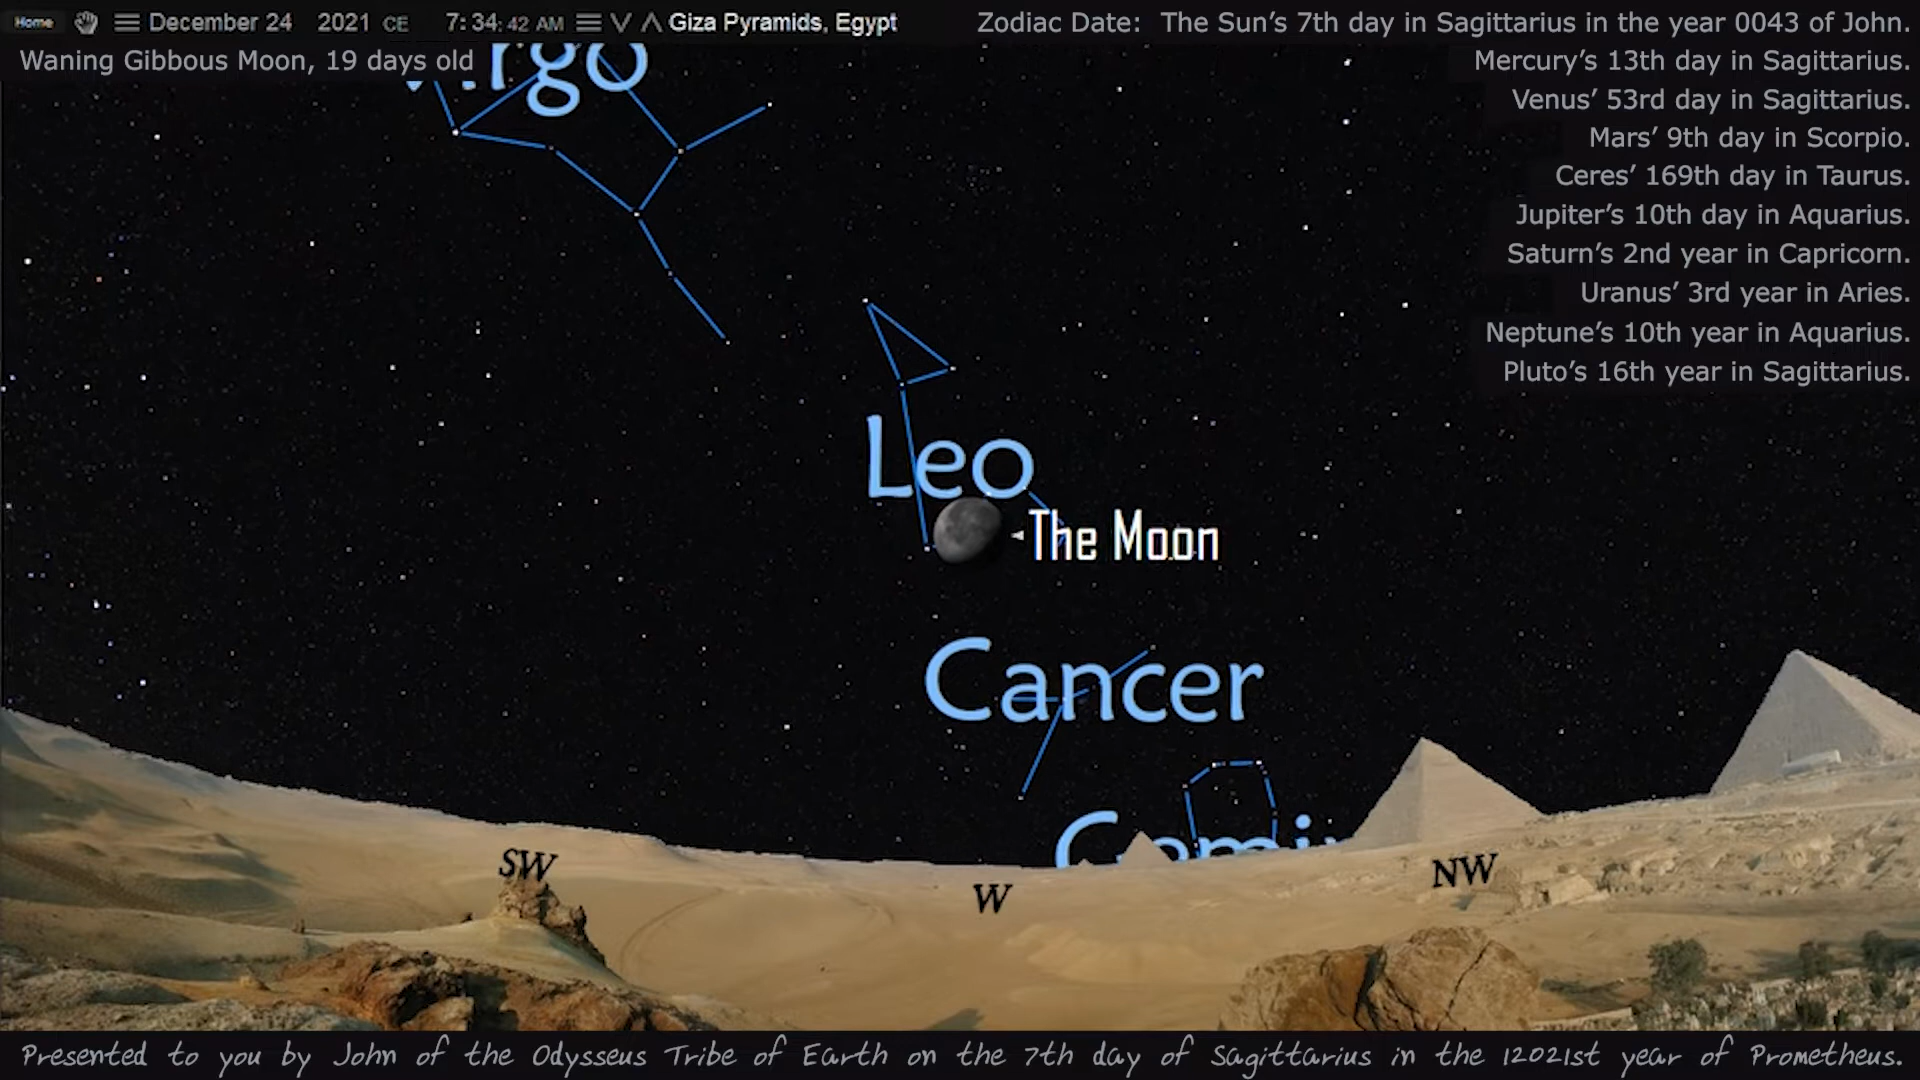 Home December 24 2021 CE 7: 34: 42 AM Giza Pyramids, Egypt
Zodiac Date: The Sun's 7th day in Sagittarius in the year 0043 of John.
Waning Gibbous Moon, 19 days old
Mercury's 13th day in Sagittarius.
Venus' 53rd day in Sagittarius.
Mars' 9th day in Scorpio.
Ceres' 169th day in Taurus.
Jupiter's 10th day in Aquarius.
Saturn's 2nd year in Capricorn.
Uranus' 3rd year in Aries.
Neptune's 10th year in Aquarius.
Pluto's 16th year in Sagittarius.
Virgo
Leo
The Moon
Cancer
Gemini
SW
W
NW
Presented to you by John of the Odysseus Tribe of Earth on the 7th day of Sagittarius in the 12021st year of Prometheus.